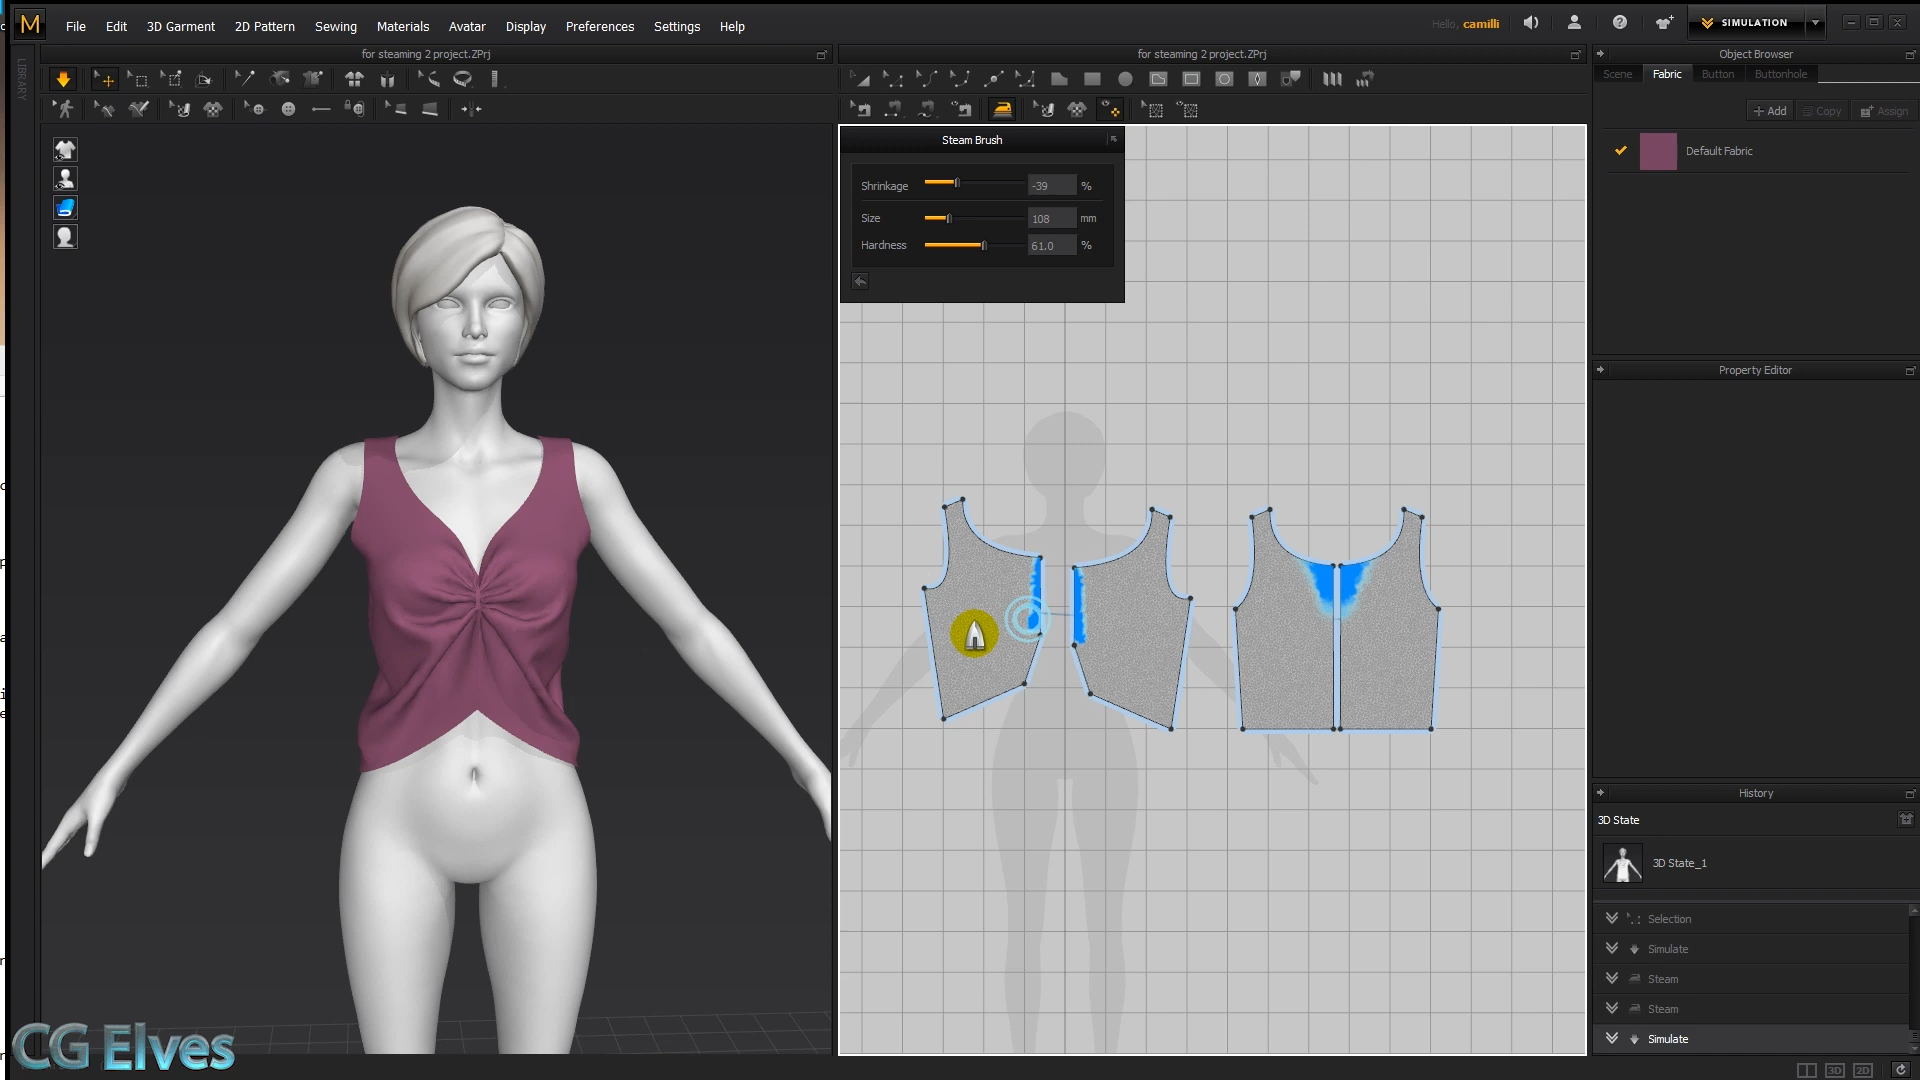 M File Edit 3D Garment 2D Pattern Sewing Materials Avatar Display Preferences Settings Help Hello, camilli SIMULATION
for steaming 2 project.ZPrj for steaming 2 project.ZPrj Object Browser
LIBRARY
Scene Fabric Button Buttonhole
Add Copy Assign
Default Fabric
Steam Brush
Shrinkage -39 %
Size 108 mm
Hardness 61.0 %
Property Editor
History
3D State
3D State_1
Selection
Simulate
Steam
Steam
Simulate
CG Elves
3D 2D